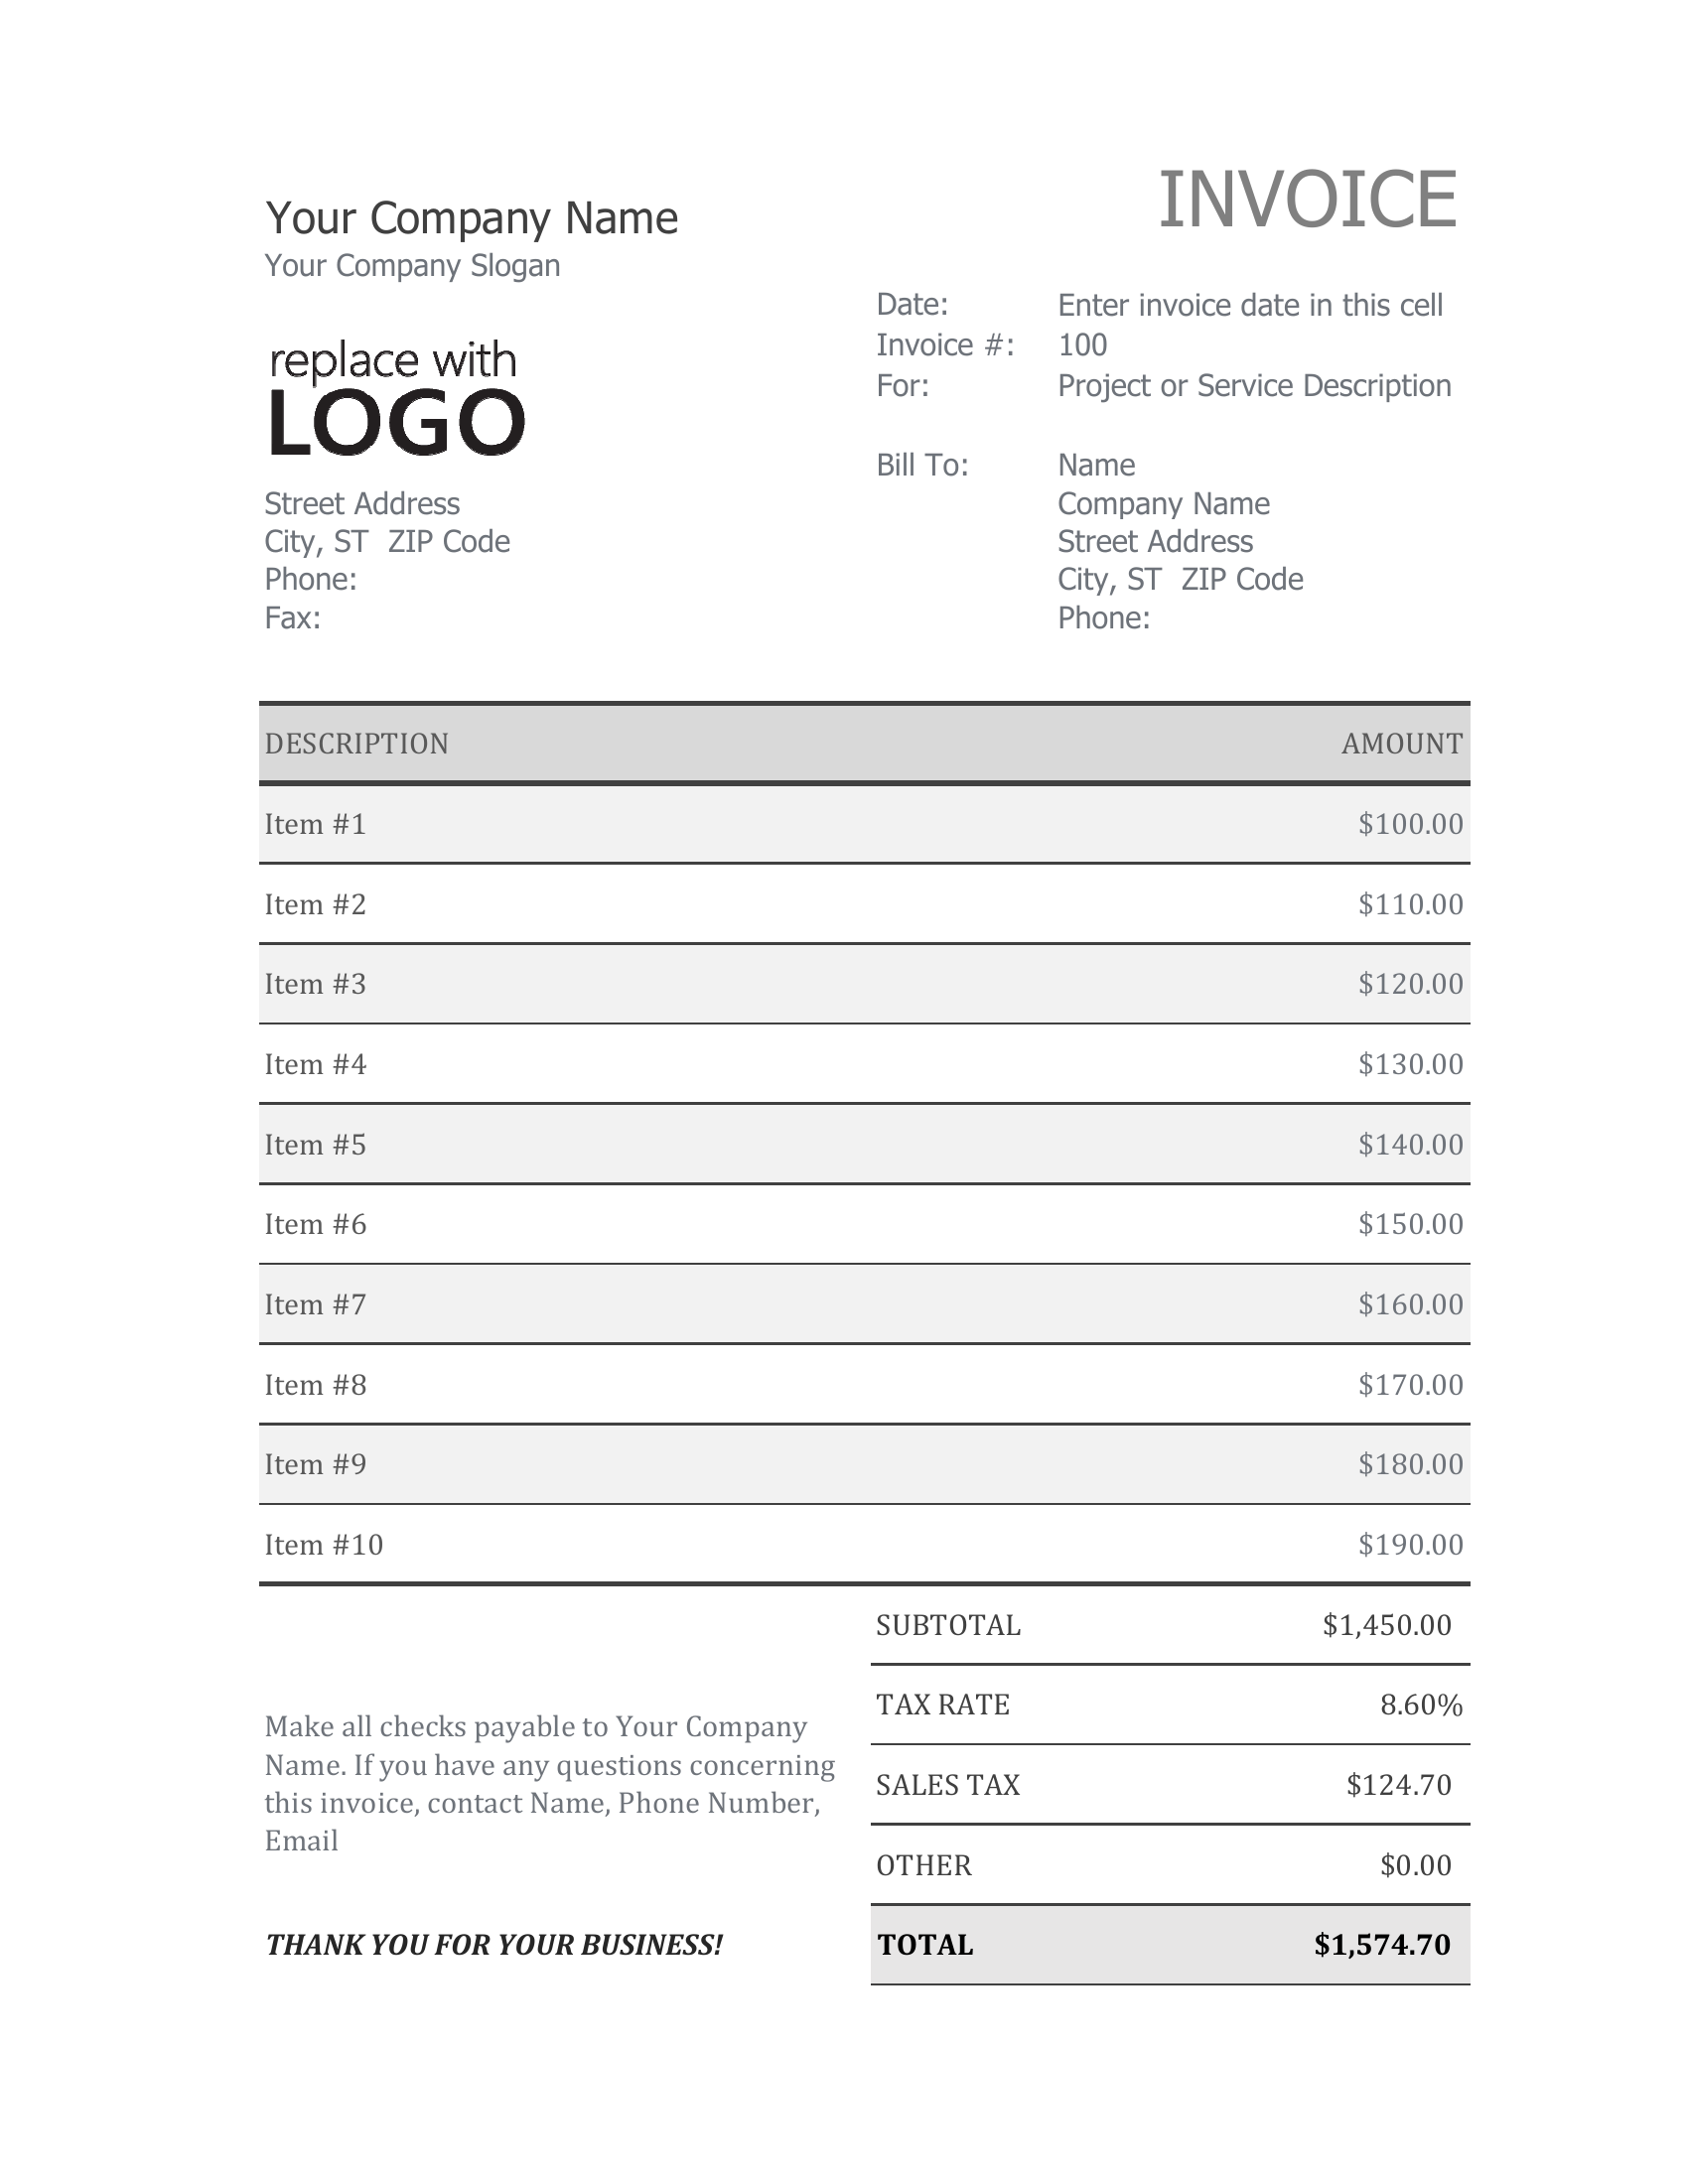 INVOICE
Your Company Name
Your Company Slogan
Date: Enter invoice date in this cell
Invoice #: 100
For: Project or Service Description
replace with
LOGO
Bill To: Name
Street Address Company Name
City, ST  ZIP Code Street Address
Phone: City, ST  ZIP Code
Fax: Phone:
DESCRIPTION AMOUNT
Item #1 $100.00
Item #2 $110.00
Item #3 $120.00
Item #4 $130.00
Item #5 $140.00
Item #6 $150.00
Item #7 $160.00
Item #8 $170.00
Item #9 $180.00
Item #10 $190.00
SUBTOTAL $1,450.00
TAX RATE 8.60%
SALES TAX $124.70
OTHER $0.00
TOTAL $1,574.70
Make all checks payable to Your Company
Name. If you have any questions concerning
this invoice, contact Name, Phone Number,
Email
THANK YOU FOR YOUR BUSINESS!